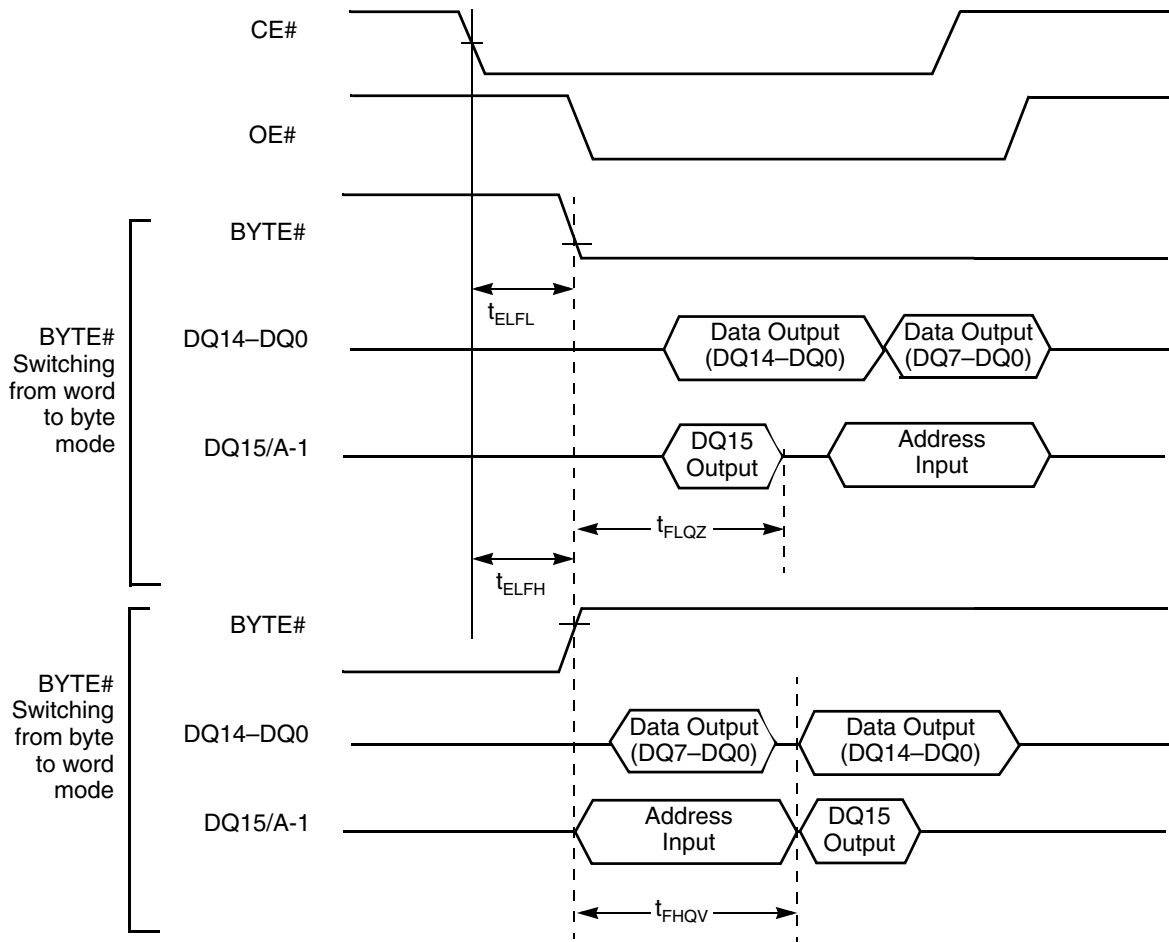 CE#
OE#
BYTE#
Switching
from word
to byte
mode
BYTE#
tELFL
DQ14–DQ0
Data Output
(DQ14–DQ0)
Data Output
(DQ7–DQ0)
DQ15/A-1
DQ15
Output
Address
Input
tFLQZ
tELFH
BYTE#
Switching
from byte
to word
mode
BYTE#
DQ14–DQ0
Data Output
(DQ7–DQ0)
Data Output
(DQ14–DQ0)
DQ15/A-1
Address
Input
DQ15
Output
tFHQV